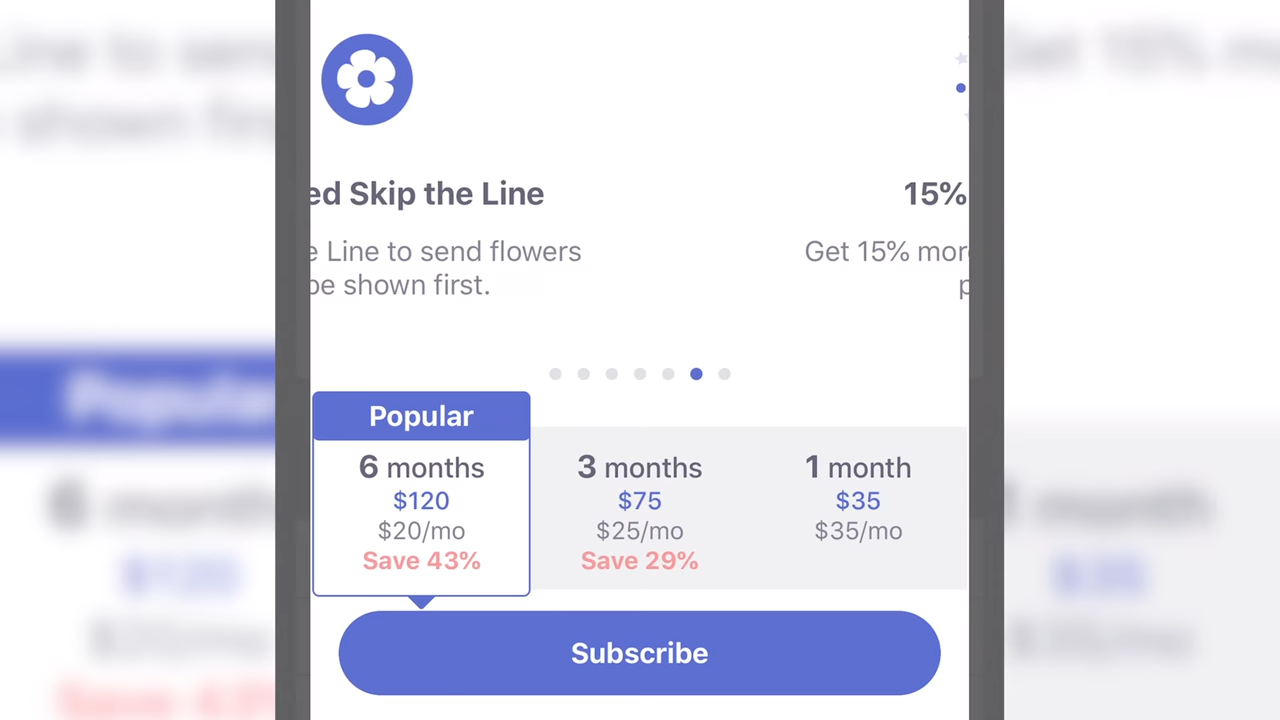 ed Skip the Line
15%
e Line to send flowers
be shown first.
Get 15% mor
p
Popular
6 months
$120
$20/mo
Save 43%
3 months
$75
$25/mo
Save 29%
1 month
$35
$35/mo
Subscribe